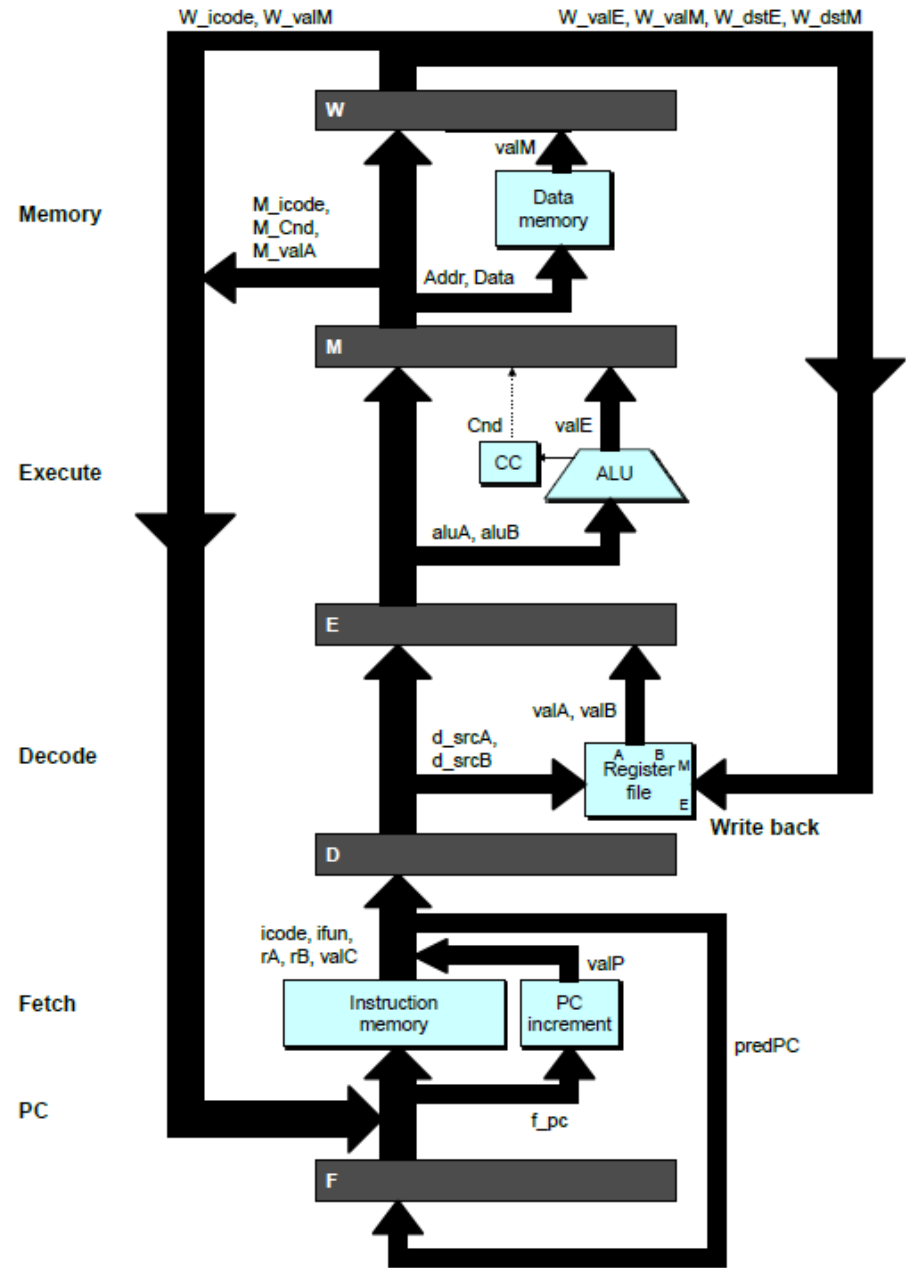 W_icode, W_valM
W_valE, W_valM, W_dstE, W_dstM
W
valM
Memory
M_icode,
M_Cnd,
M_valA
Data
memory
Addr, Data
M
Cnd
valE
Execute
CC
ALU
aluA, aluB
E
valA, valB
Decode
d_srcA,
d_srcB
A B
Register M
file
E
Write back
D
icode, ifun,
rA, rB, valC
valP
Fetch
Instruction
memory
PC
increment
predPC
PC
f_pc
F